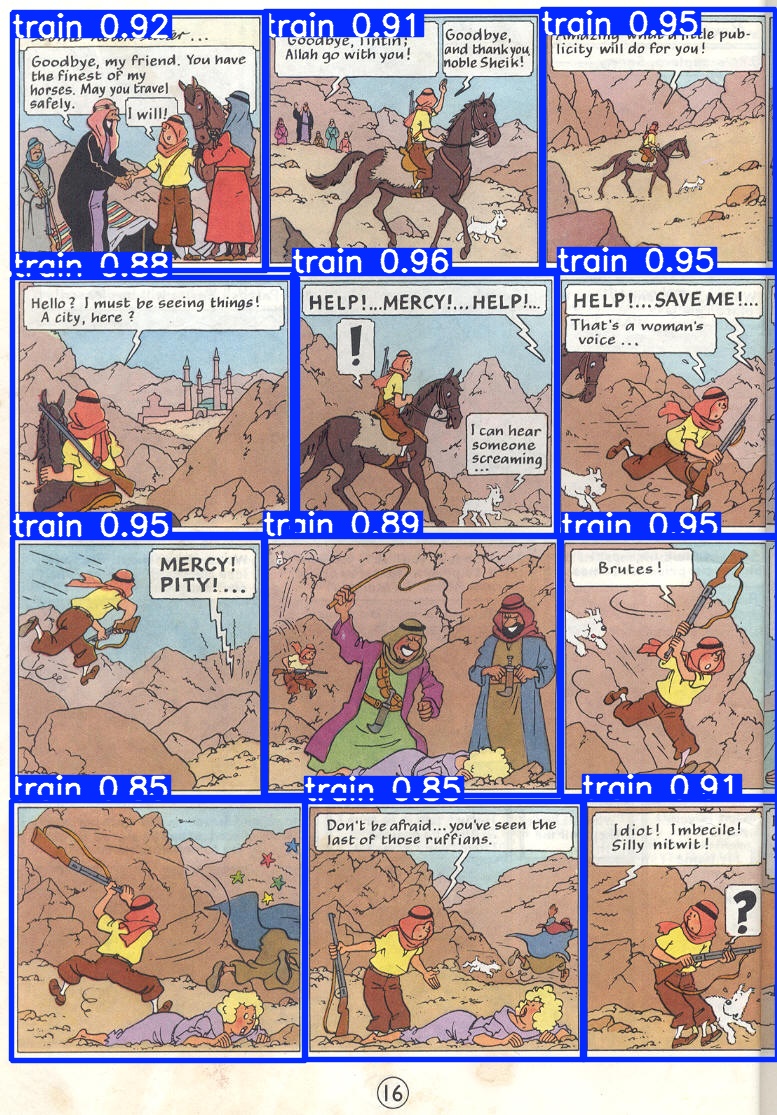 train 0.92
train 0.91
train 0.95
Goodbye, my friend. You have
the finest of my
horses. May you travel
safely.
I will!
Goodbye, Tintin;
Allah go with you!
Goodbye,
and thank you,
noble Sheik!
Amazing what a little pub-
licity will do for you!
train 0.88
train 0.96
train 0.95
Hello? I must be seeing things!
A city, here?
HELP!...MERCY!...HELP!...
!
I can hear
someone
screaming
...
HELP!...SAVE ME!...
That's a woman's
voice ...
train 0.95
train 0.89
train 0.95
MERCY!
PITY!...
Brutes!
train 0.85
train 0.85
train 0.91
Don't be afraid... you've seen the
last of those ruffians.
Idiot! Imbecile!
Silly nitwit!
?
16